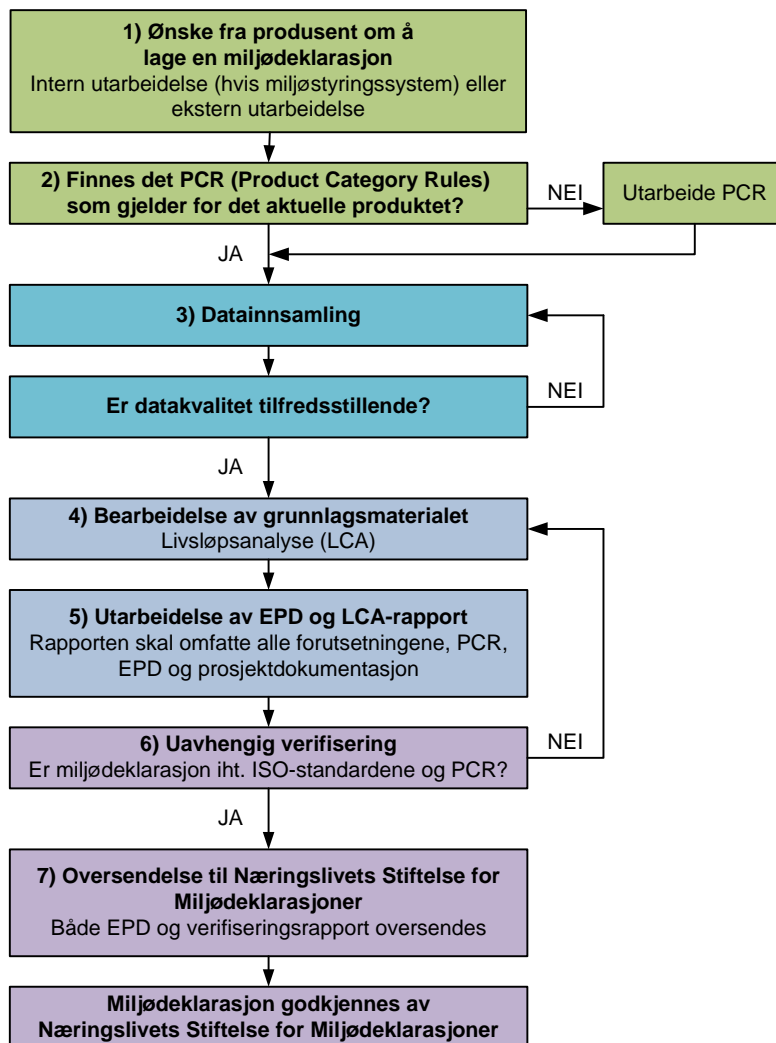 1) Ønske fra produsent om å
lage en miljødeklarasjon
Intern utarbeidelse (hvis miljøstyringssystem) eller
ekstern utarbeidelse
2) Finnes det PCR (Product Category Rules)
som gjelder for det aktuelle produktet?
NEI
Utarbeide PCR
JA
3) Datainnsamling
Er datakvalitet tilfredsstillende?
NEI
JA
4) Bearbeidelse av grunnlagsmaterialet
Livsløpsanalyse (LCA)
5) Utarbeidelse av EPD og LCA-rapport
Rapporten skal omfatte alle forutsetningene, PCR,
EPD og prosjektdokumentasjon
6) Uavhengig verifisering
Er miljødeklarasjon iht. ISO-standardene og PCR?
NEI
JA
7) Oversendelse til Næringslivets Stiftelse for
Miljødeklarasjoner
Både EPD og verifiseringsrapport oversendes
Miljødeklarasjon godkjennes av
Næringslivets Stiftelse for Miljødeklarasjoner